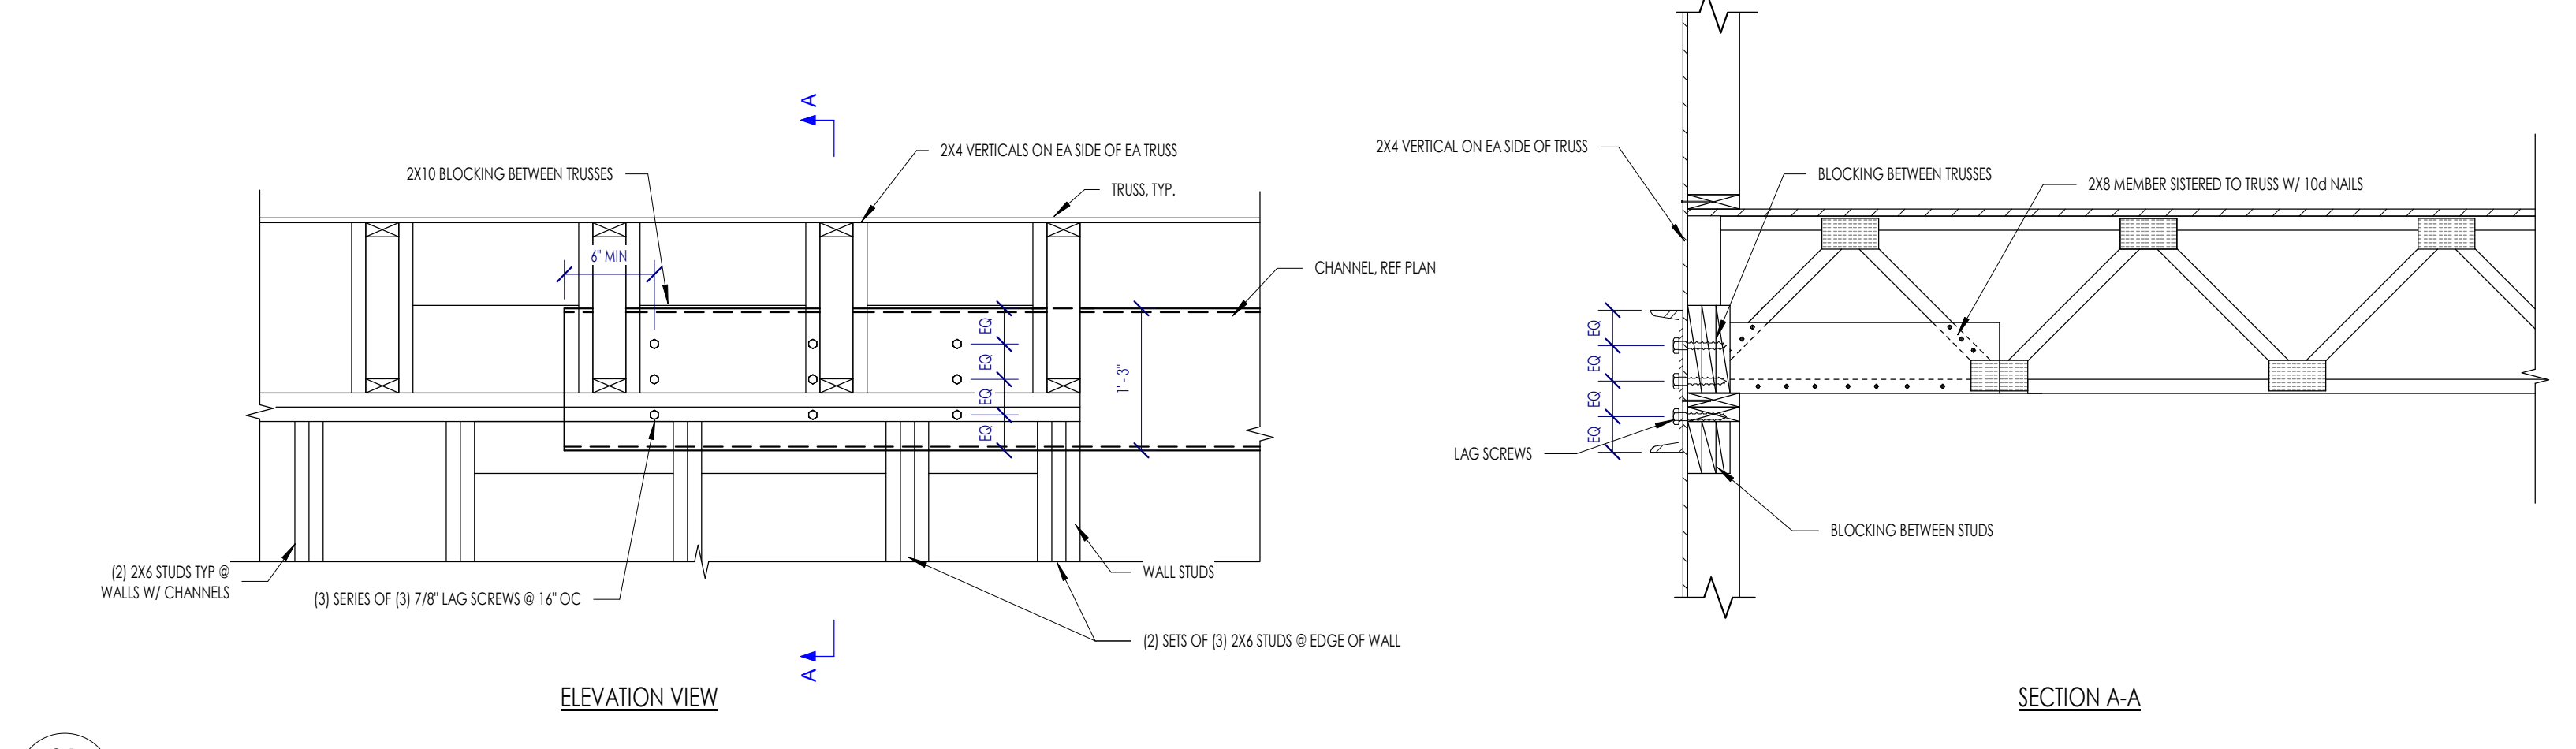 A
2X4 VERTICALS ON EA SIDE OF EA TRUSS
2X10 BLOCKING BETWEEN TRUSSES
TRUSS, TYP.
6" MIN
CHANNEL, REF PLAN
EQ
EQ
EQ
EQ
1' - 3"
(2) 2X6 STUDS TYP @
WALLS W/ CHANNELS
(3) SERIES OF (3) 7/8" LAG SCREWS @ 16" OC
WALL STUDS
(2) SETS OF (3) 2X6 STUDS @ EDGE OF WALL
A
ELEVATION VIEW
2X4 VERTICAL ON EA SIDE OF TRUSS
BLOCKING BETWEEN TRUSSES
2X8 MEMBER SISTERED TO TRUSS W/ 10d NAILS
EQ
EQ
EQ
EQ
LAG SCREWS
BLOCKING BETWEEN STUDS
SECTION A-A